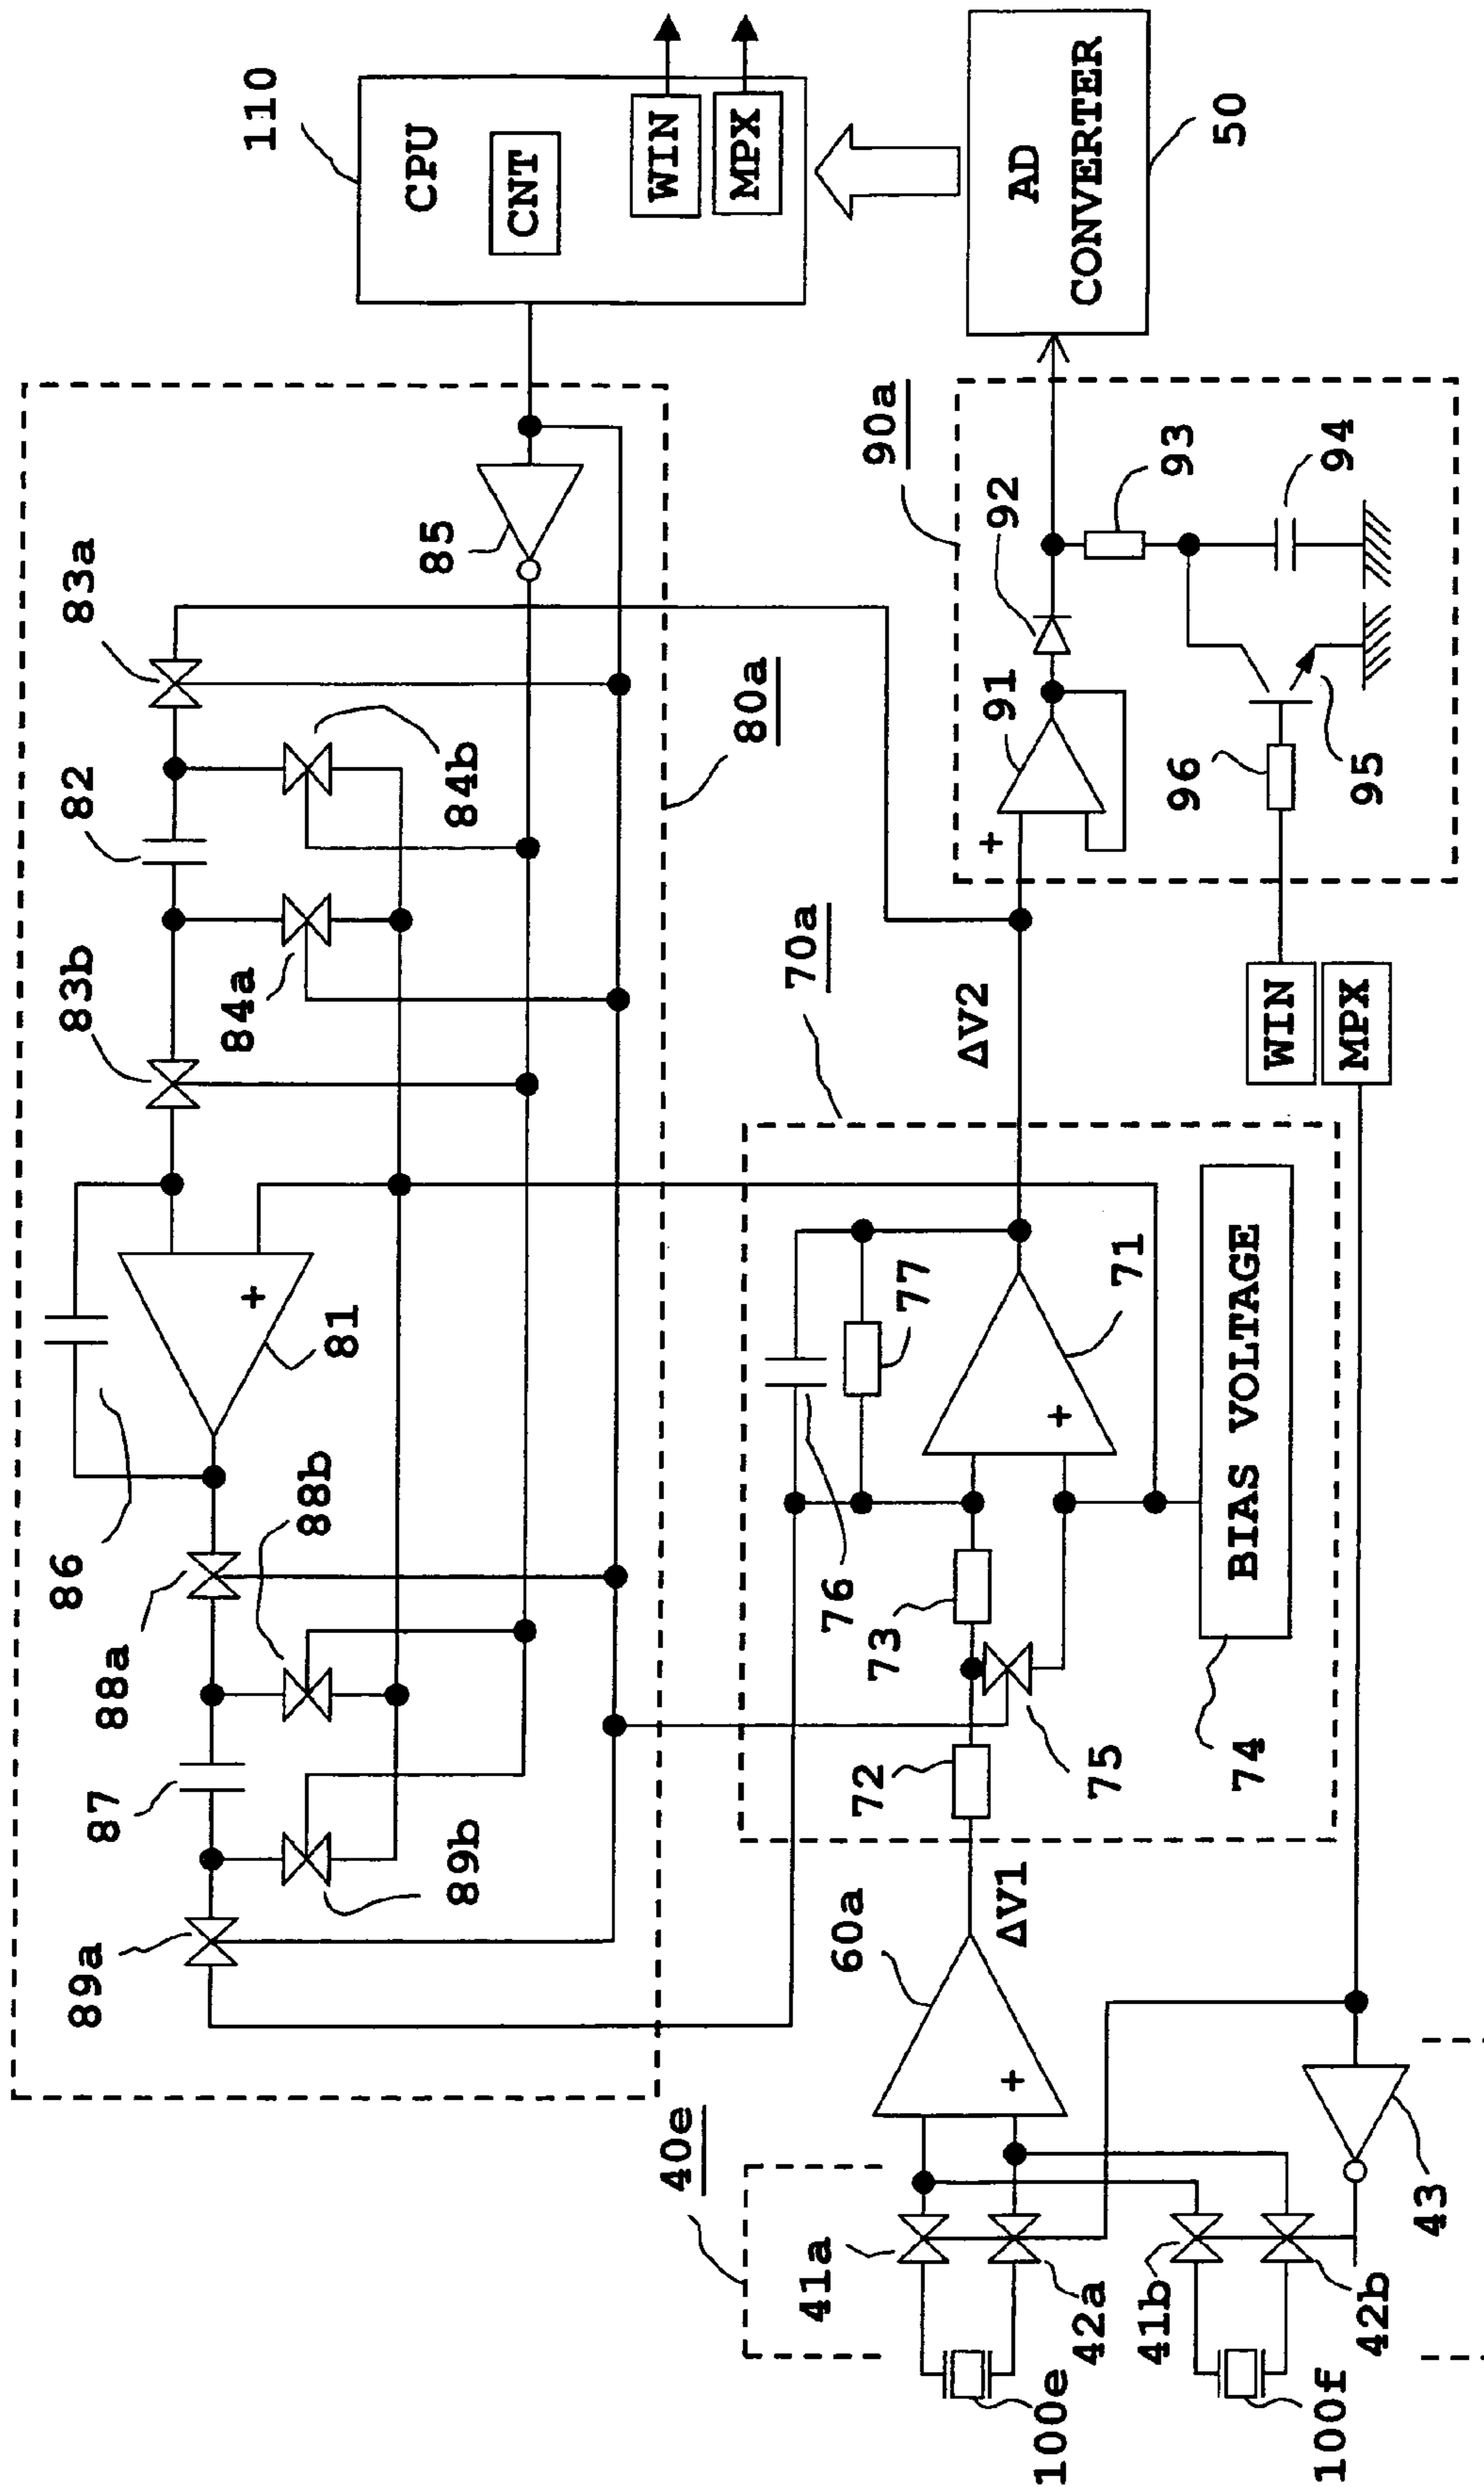 110
CPU
CNT
WIN
MPX
AD
CONVERTER
50
83a
85
82
84b
80a
83b
84a
81
86
88b
88a
87
89b
89a
90a
92
93
94
91
+
96
95
WIN
MPX
70a
ΔV2
77
71
76
73
+
BIAS VOLTAGE
74
75
72
60a
ΔV1
+
+
40e
41a
42a
41b
42b
43
100e
100f